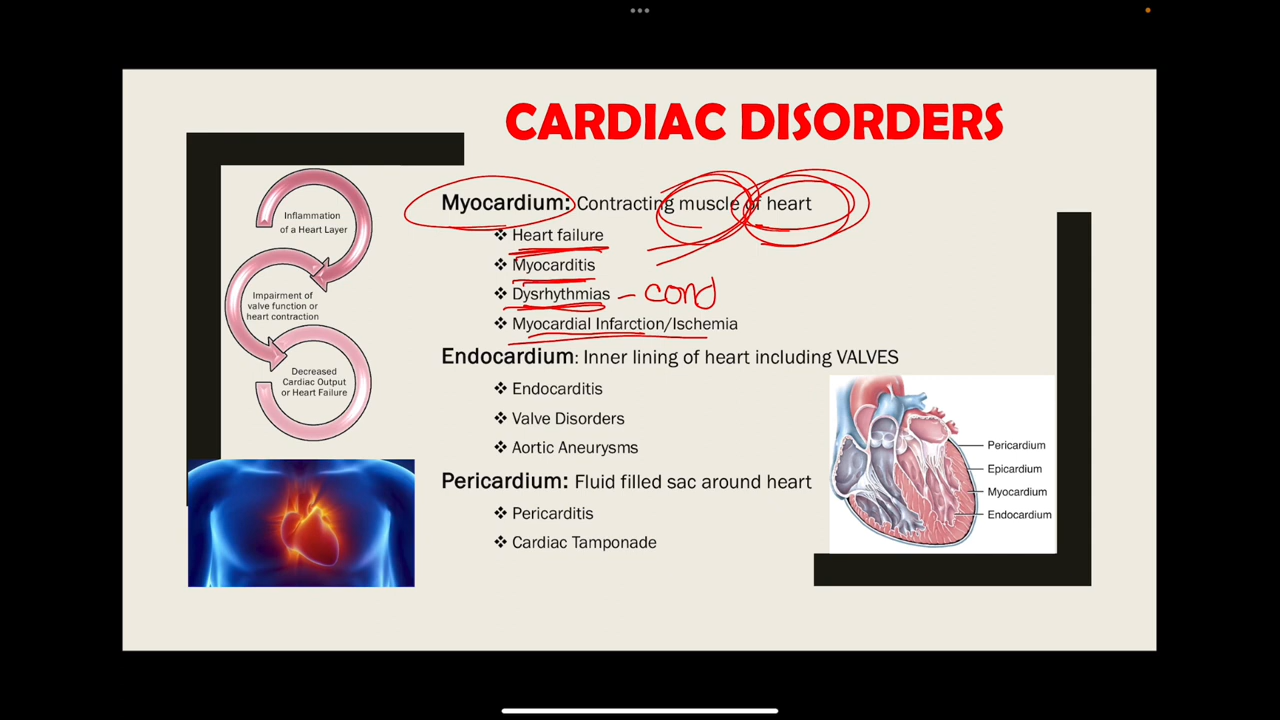 CARDIAC DISORDERS
Inflammation
of a Heart Layer
Impairment of
valve function or
heart contraction
Decreased
Cardiac Output
or Heart Failure
Myocardium: Contracting muscle of heart
❖ Heart failure
❖ Myocarditis
❖ Dysrhythmias – cond
❖ Myocardial Infarction/Ischemia
Endocardium: Inner lining of heart including VALVES
❖ Endocarditis
❖ Valve Disorders
❖ Aortic Aneurysms
Pericardium: Fluid filled sac around heart
❖ Pericarditis
❖ Cardiac Tamponade
Pericardium
Epicardium
Myocardium
Endocardium